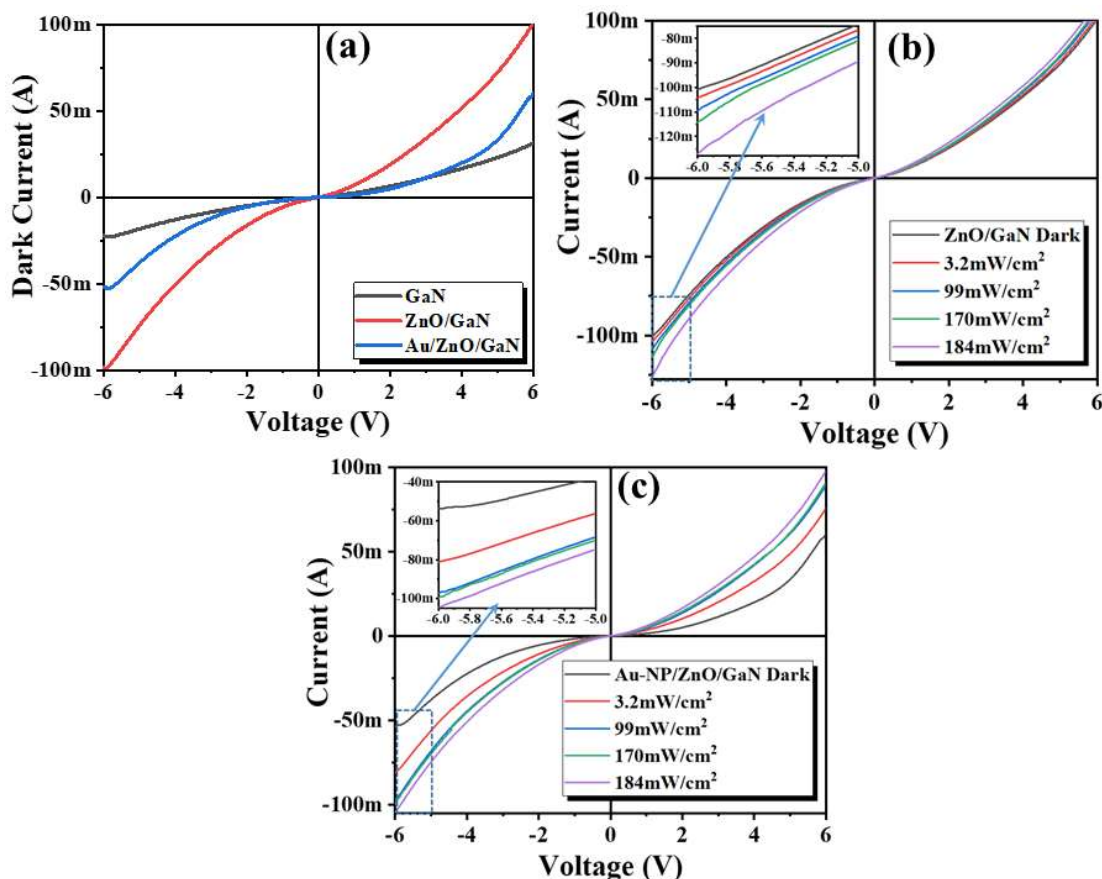 (a)
100m
50m
0
-50m
-100m
Dark Current (A)
-6 -4 -2 0 2 4 6
Voltage (V)
GaN
ZnO/GaN
Au/ZnO/GaN
(b)
100m
50m
0
-50m
-100m
Current (A)
-6 -4 -2 0 2 4 6
Voltage (V)
-80m
-90m
-100m
-110m
-120m
-6.0 -5.8 -5.6 -5.4 -5.2 -5.0
ZnO/GaN Dark
3.2mW/cm²
99mW/cm²
170mW/cm²
184mW/cm²
(c)
100m
50m
0
-50m
-100m
Current (A)
-6 -4 -2 0 2 4 6
Voltage (V)
-40m
-60m
-80m
-100m
-6.0 -5.8 -5.6 -5.4 -5.2 -5.0
Au-NP/ZnO/GaN Dark
3.2mW/cm²
99mW/cm²
170mW/cm²
184mW/cm²